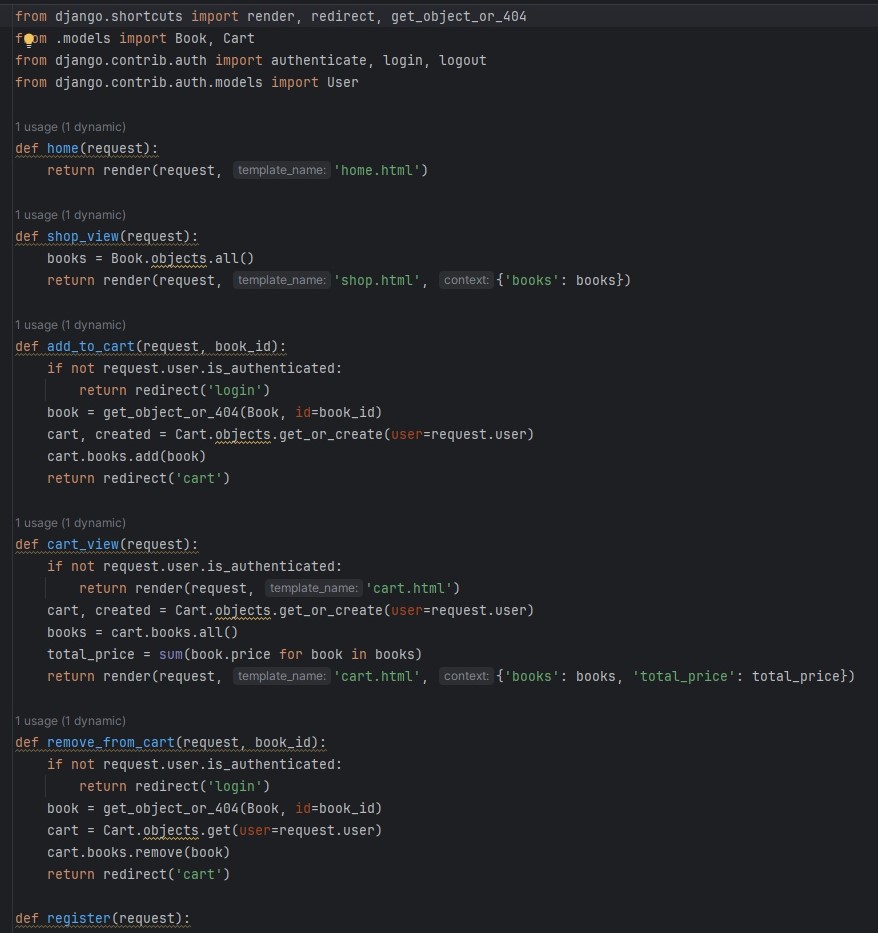 from django.shortcuts import render, redirect, get_object_or_404
from .models import Book, Cart
from django.contrib.auth import authenticate, login, logout
from django.contrib.auth.models import User
1 usage (1 dynamic)
def home(request):
    return render(request, template_name: 'home.html')
1 usage (1 dynamic)
def shop_view(request):
    books = Book.objects.all()
    return render(request, template_name: 'shop.html', context: {'books': books})
1 usage (1 dynamic)
def add_to_cart(request, book_id):
    if not request.user.is_authenticated:
        return redirect('login')
    book = get_object_or_404(Book, id=book_id)
    cart, created = Cart.objects.get_or_create(user=request.user)
    cart.books.add(book)
    return redirect('cart')
1 usage (1 dynamic)
def cart_view(request):
    if not request.user.is_authenticated:
        return render(request, template_name: 'cart.html')
    cart, created = Cart.objects.get_or_create(user=request.user)
    books = cart.books.all()
    total_price = sum(book.price for book in books)
    return render(request, template_name: 'cart.html', context: {'books': books, 'total_price': total_price})
1 usage (1 dynamic)
def remove_from_cart(request, book_id):
    if not request.user.is_authenticated:
        return redirect('login')
    book = get_object_or_404(Book, id=book_id)
    cart = Cart.objects.get(user=request.user)
    cart.books.remove(book)
    return redirect('cart')
def register(request):